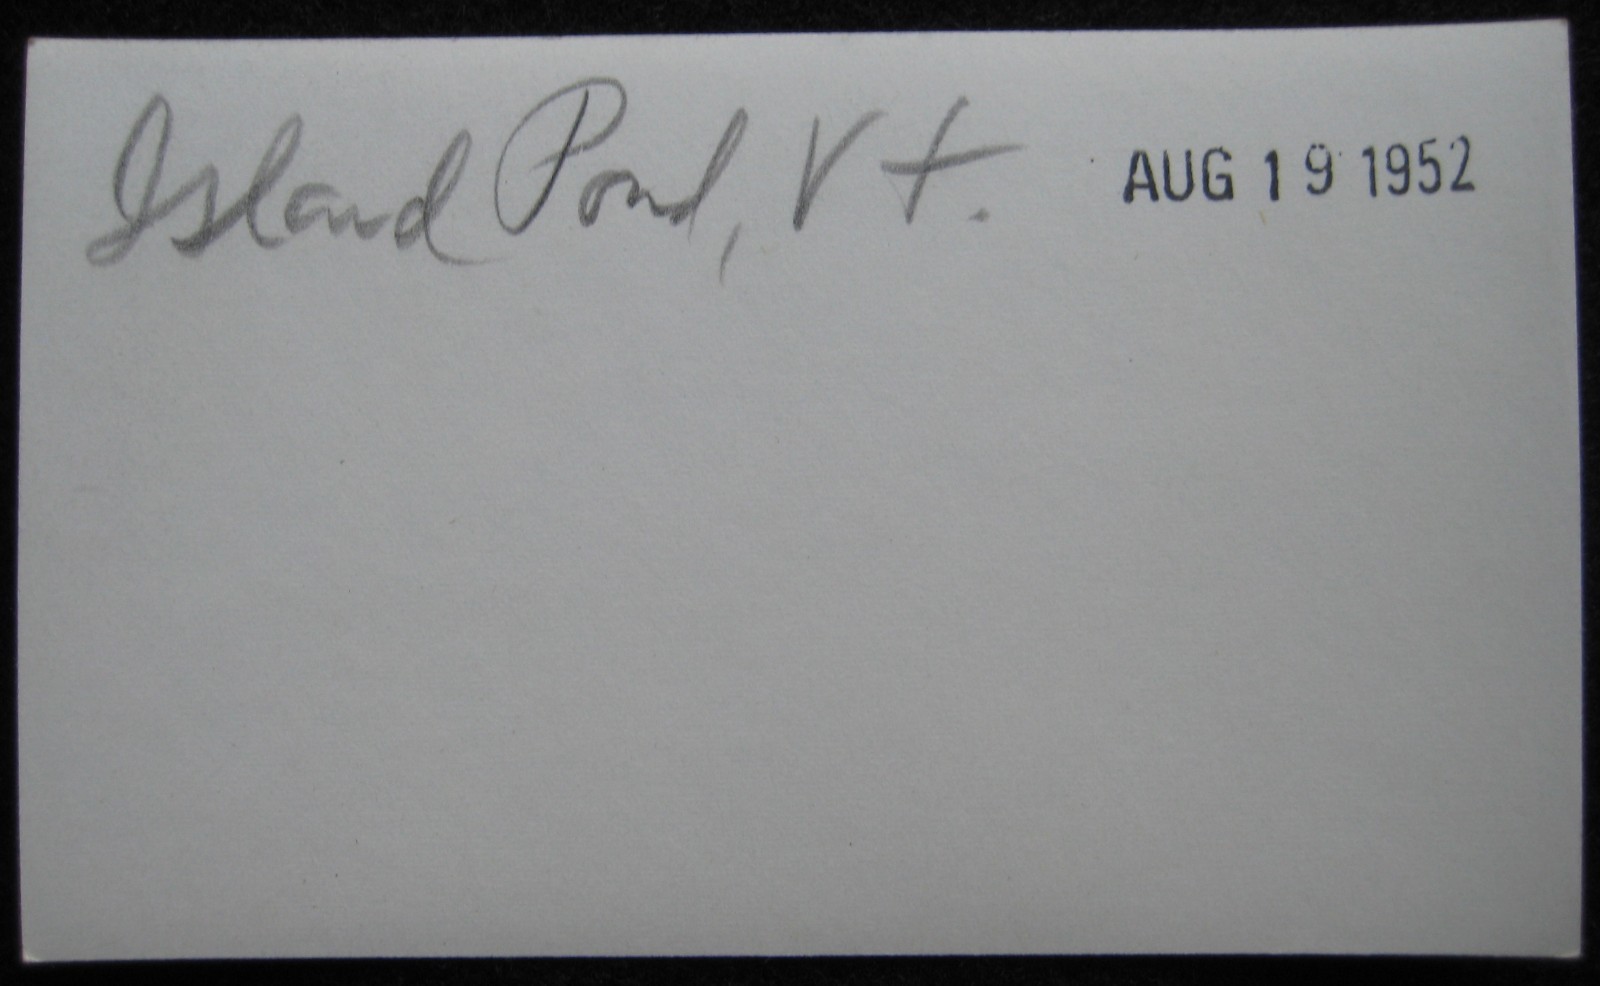 Island Pond, Vt. AUG 19 1952